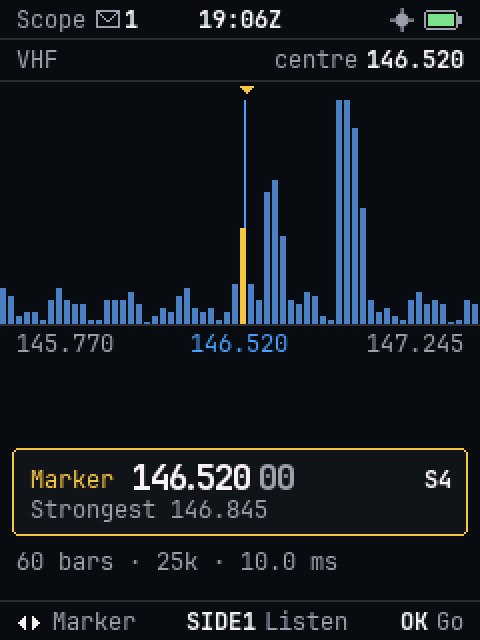 Scope 1 19:06Z
VHF centre 146.520
145.770 146.520 147.245
Marker 146.520 00 S4
Strongest 146.845
60 bars · 25k · 10.0 ms
Marker SIDE1 Listen OK Go